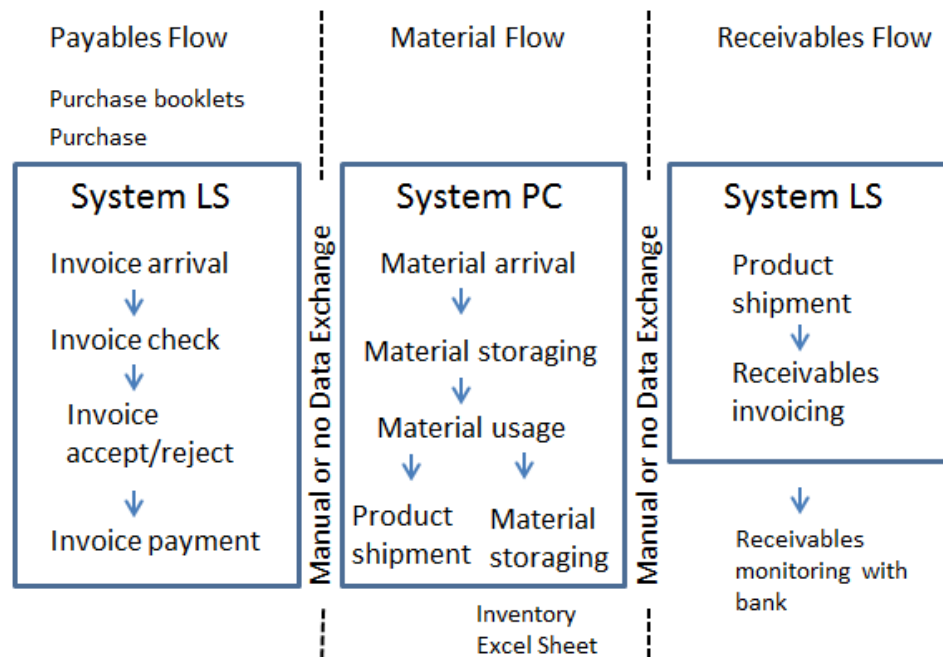 Payables Flow
Purchase booklets
Purchase
System LS
Invoice arrival
Invoice check
Invoice
accept/reject
Invoice payment
Manual or no Data Exchange
Material Flow
System PC
Material arrival
Material storaging
Material usage
Product
shipment
Material
storaging
Inventory
Excel Sheet
Manual or no Data Exchange
Receivables Flow
System LS
Product
shipment
Receivables
invoicing
Receivables
monitoring with
bank